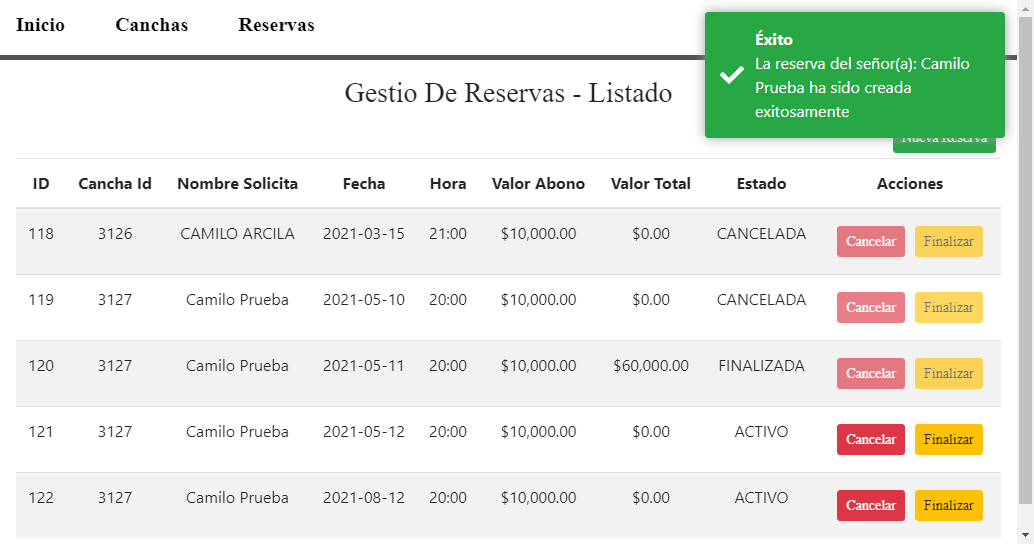 Inicio Canchas Reservas
Éxito
La reserva del señor(a): Camilo
Prueba ha sido creada
exitosamente
Gestio De Reservas - Listado
Nueva Reserva
ID Cancha Id Nombre Solicita Fecha Hora Valor Abono Valor Total Estado Acciones
118 3126 CAMILO ARCILA 2021-03-15 21:00 $10,000.00 $0.00 CANCELADA Cancelar Finalizar
119 3127 Camilo Prueba 2021-05-10 20:00 $10,000.00 $0.00 CANCELADA Cancelar Finalizar
120 3127 Camilo Prueba 2021-05-11 20:00 $10,000.00 $60,000.00 FINALIZADA Cancelar Finalizar
121 3127 Camilo Prueba 2021-05-12 20:00 $10,000.00 $0.00 ACTIVO Cancelar Finalizar
122 3127 Camilo Prueba 2021-08-12 20:00 $10,000.00 $0.00 ACTIVO Cancelar Finalizar